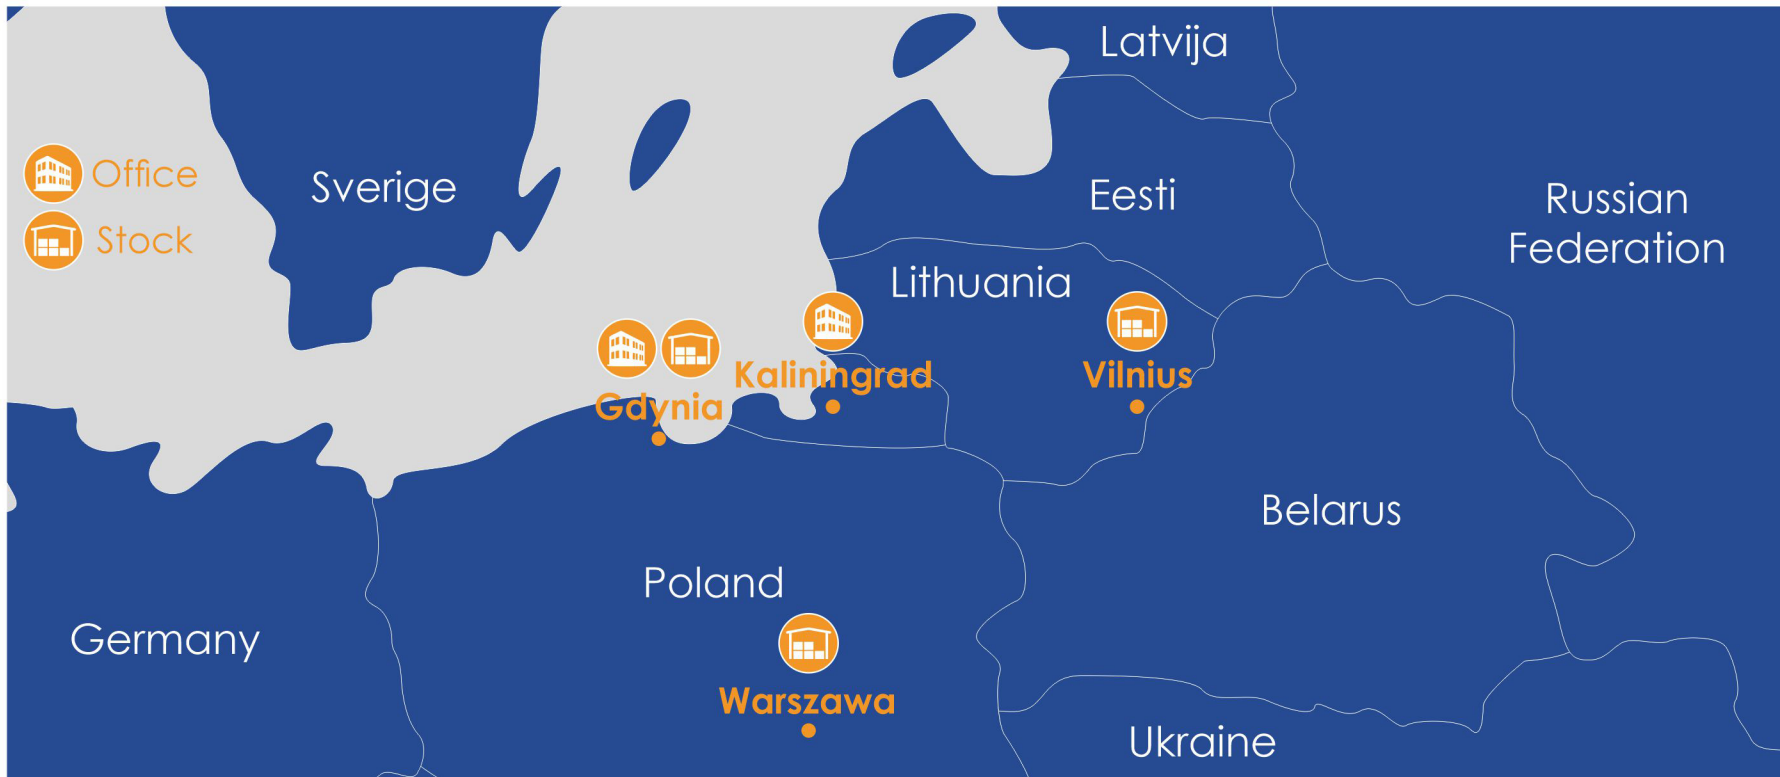 Latvija
Office
Sverige
Eesti
Russian
Federation
Stock
Lithuania
Kaliningrad
Vilnius
Gdynia
Belarus
Poland
Germany
Warszawa
Ukraine